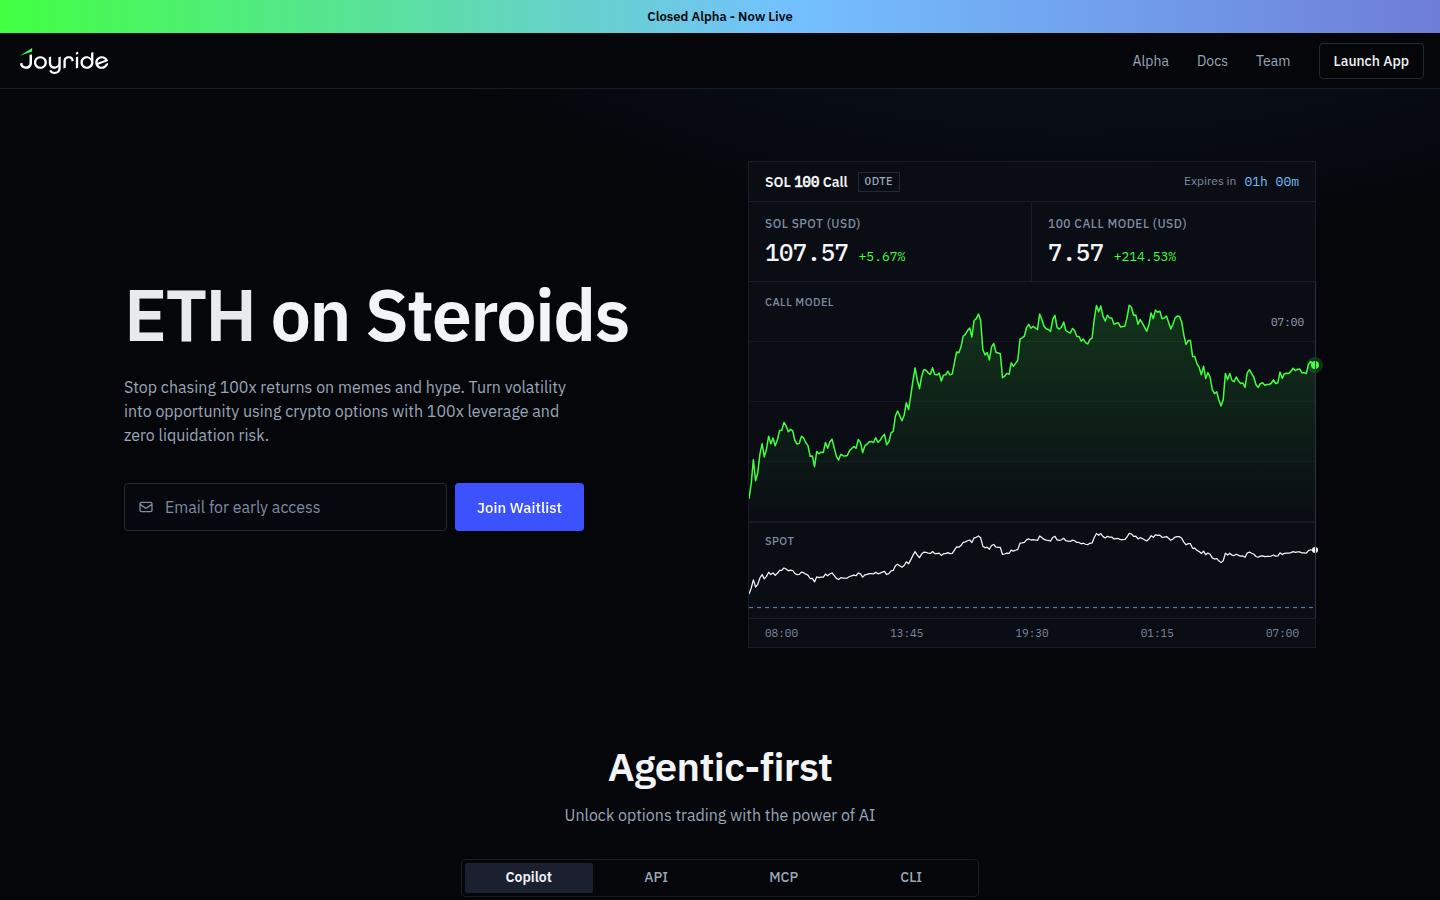 Closed Alpha - Now Live
Joyride
Alpha
Docs
Team
Launch App
SOL 100 Call
0DTE
Expires in 01h 00m
SOL SPOT (USD)
107.57 +5.67%
100 CALL MODEL (USD)
7.57 +214.53%
CALL MODEL
07:00
SPOT
08:00
13:45
19:30
01:15
07:00
ETH on Steroids
Stop chasing 100x returns on memes and hype. Turn volatility
into opportunity using crypto options with 100x leverage and
zero liquidation risk.
Email for early access
Join Waitlist
Agentic-first
Unlock options trading with the power of AI
Copilot
API
MCP
CLI